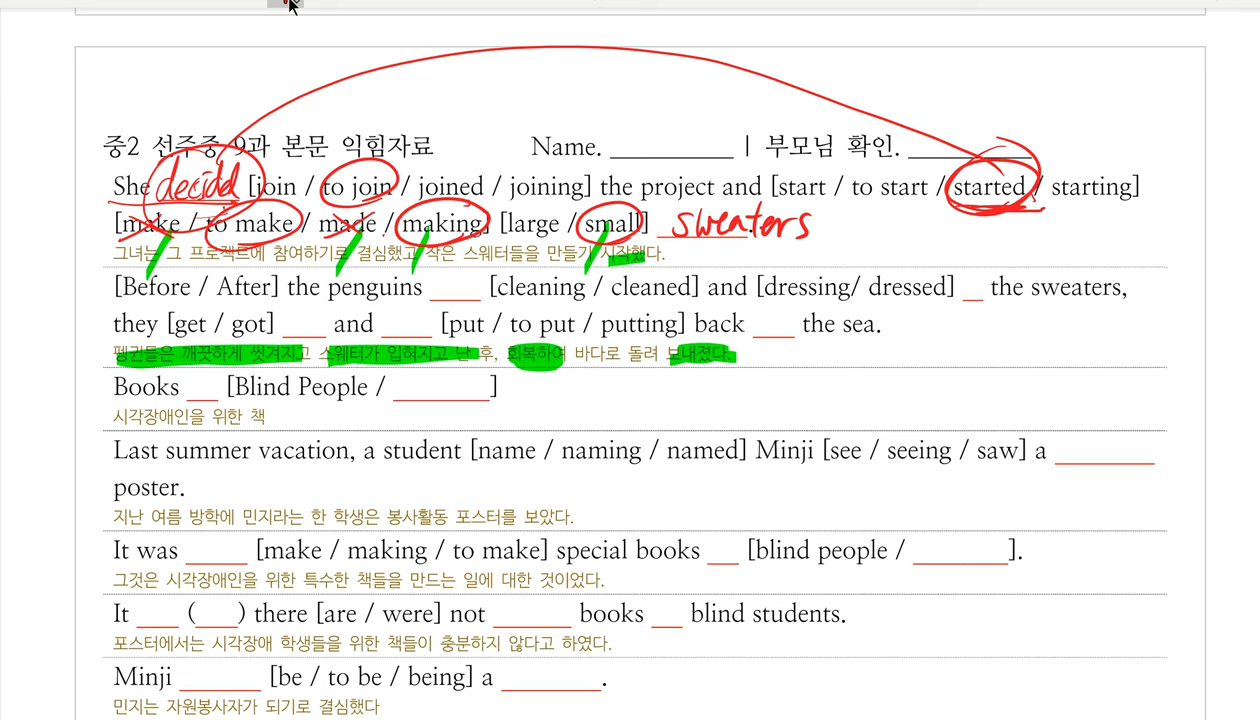 중2 선주중 9과 본문 익힘자료 Name. ________ | 부모님 확인. ________
She decided [join / to join / joined / joining] the project and [start / to start / started / starting]
[make / to make / made / making] [large / small] sweaters.
그녀는 그 프로젝트에 참여하기로 결심했고 작은 스웨터들을 만들기 시작했다.
[Before / After] the penguins ____ [cleaning / cleaned] and [dressing/ dressed] __ the sweaters,
they [get / got] ____ and ____ [put / to put / putting] back ____ the sea.
펭귄들은 깨끗하게 씻겨지고 스웨터가 입혀지고 난 후, 회복하여 바다로 돌려 보내졌다.
Books ___ [Blind People / ________]
시각장애인을 위한 책
Last summer vacation, a student [name / naming / named] Minji [see / seeing / saw] a ________
poster.
지난 여름 방학에 민지라는 한 학생은 봉사활동 포스터를 보았다.
It was _____ [make / making / to make] special books ___ [blind people / ________].
그것은 시각장애인을 위한 특수한 책들을 만드는 일에 대한 것이었다.
It ____ (____) there [are / were] not ______ books ___ blind students.
포스터에서는 시각장애 학생들을 위한 책들이 충분하지 않다고 하였다.
Minji ______ [be / to be / being] a ________.
민지는 자원봉사자가 되기로 결심했다